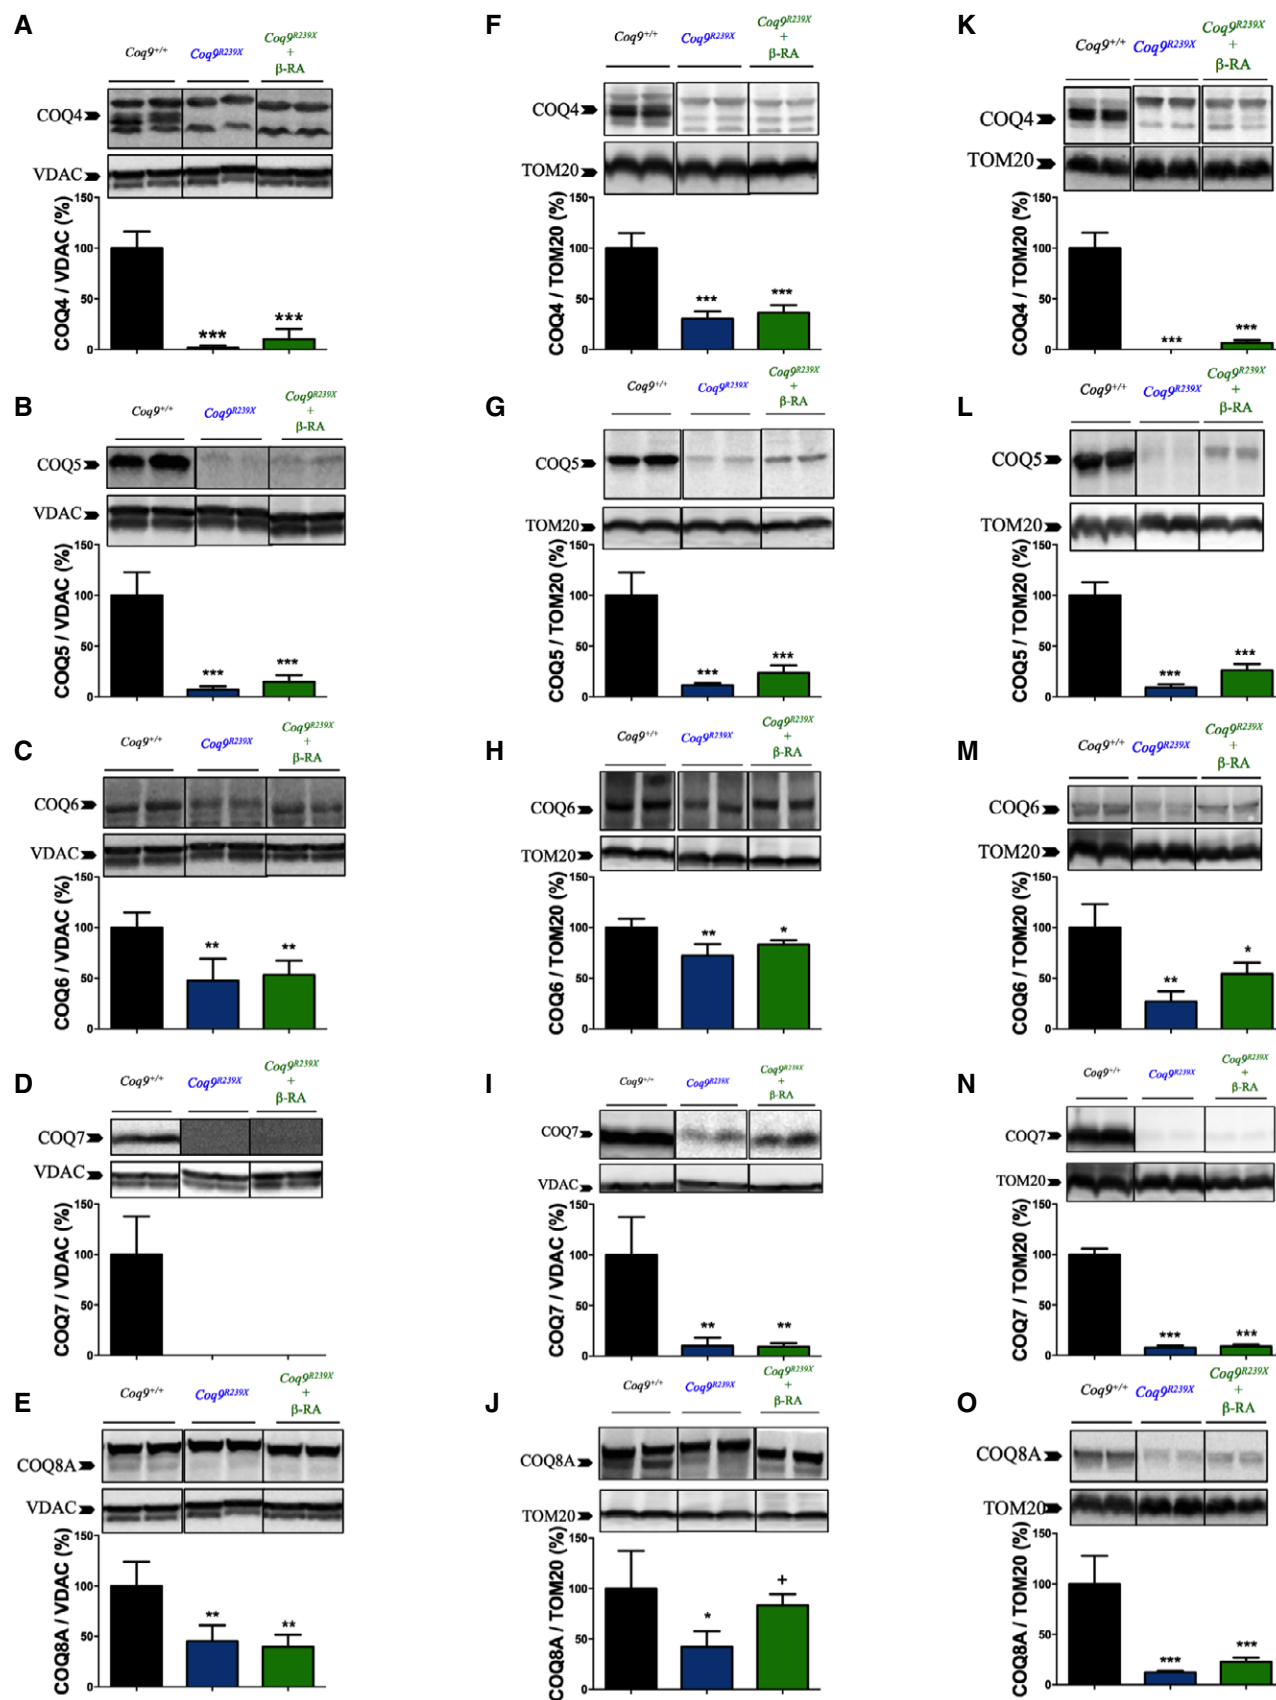 A
Coq9+/+
Coq9R239X
Coq9R239X
+
β-RA
COQ4
VDAC
COQ4 / VDAC (%)
150
100
50
0
***
***
F
Coq9+/+
Coq9R239X
Coq9R239X
+
β-RA
COQ4
TOM20
COQ4 / TOM20 (%)
150
100
50
0
***
***
K
Coq9+/+
Coq9R239X
Coq9R239X
+
β-RA
COQ4
TOM20
COQ4 / TOM20 (%)
150
100
50
0
***
***
B
Coq9+/+
Coq9R239X
Coq9R239X
+
β-RA
COQ5
VDAC
COQ5 / VDAC (%)
150
100
50
0
***
***
G
Coq9+/+
Coq9R239X
Coq9R239X
+
β-RA
COQ5
TOM20
COQ5 / TOM20 (%)
150
100
50
0
***
***
L
Coq9+/+
Coq9R239X
Coq9R239X
+
β-RA
COQ5
TOM20
COQ5 / TOM20 (%)
150
100
50
0
***
***
C
Coq9+/+
Coq9R239X
Coq9R239X
+
β-RA
COQ6
VDAC
COQ6 / VDAC (%)
150
100
50
0
**
**
H
Coq9+/+
Coq9R239X
Coq9R239X
+
β-RA
COQ6
TOM20
COQ6 / TOM20 (%)
150
100
50
0
**
*
M
Coq9+/+
Coq9R239X
Coq9R239X
+
β-RA
COQ6
TOM20
COQ6 / TOM20 (%)
150
100
50
0
**
*
D
Coq9+/+
Coq9R239X
Coq9R239X
+
β-RA
COQ7
VDAC
COQ7 / VDAC (%)
150
100
50
0
I
Coq9+/+
Coq9R239X
Coq9R239X
+
β-RA
COQ7
VDAC
COQ7 / VDAC (%)
150
100
50
0
**
**
N
Coq9+/+
Coq9R239X
Coq9R239X
+
β-RA
COQ7
TOM20
COQ7 / TOM20 (%)
150
100
50
0
***
***
E
Coq9+/+
Coq9R239X
Coq9R239X
+
β-RA
COQ8A
VDAC
COQ8A / VDAC (%)
150
100
50
0
**
**
J
Coq9+/+
Coq9R239X
Coq9R239X
+
β-RA
COQ8A
TOM20
COQ8A / TOM20 (%)
150
100
50
0
*
+
O
Coq9+/+
Coq9R239X
Coq9R239X
+
β-RA
COQ8A
TOM20
COQ8A / TOM20 (%)
150
100
50
0
***
***